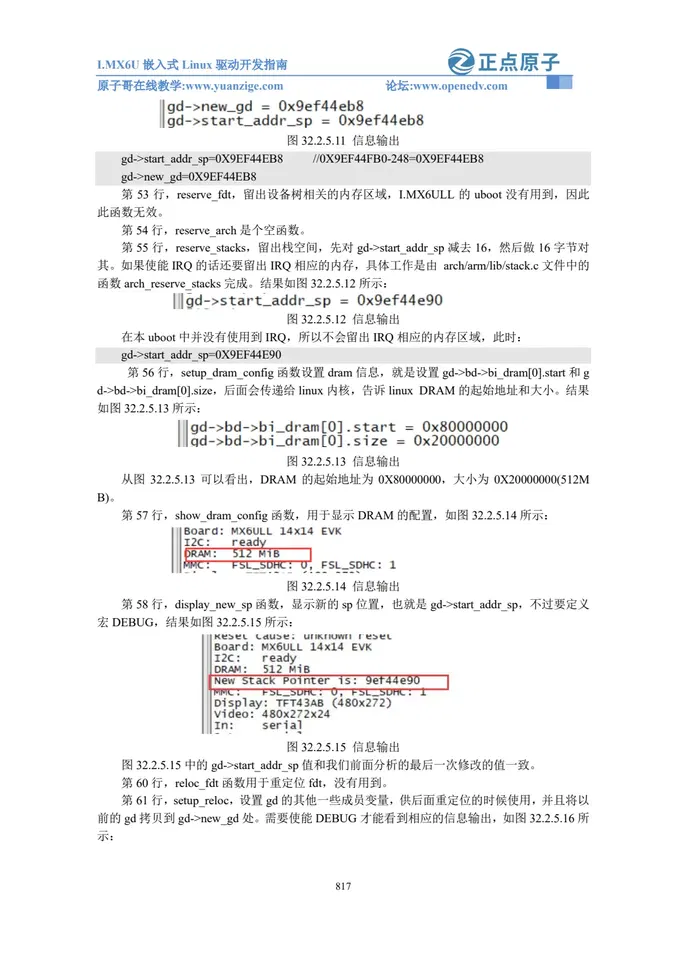 I.MX6U 嵌入式 Linux 驱动开发指南
正点原子
原子哥在线教学:www.yuanzige.com 论坛:www.openedv.com
gd->new_gd = 0x9ef44eb8
gd->start_addr_sp = 0x9ef44eb8
图 32.2.5.11 信息输出
gd->start_addr_sp=0X9EF44EB8 //0X9EF44FB0-248=0X9EF44EB8
gd->new_gd=0X9EF44EB8
第 53 行，reserve_fdt，留出设备树相关的内存区域，I.MX6ULL 的 uboot 没有用到，因此
此函数无效。
第 54 行，reserve_arch 是个空函数。
第 55 行，reserve_stacks，留出栈空间，先对 gd->start_addr_sp 减去 16，然后做 16 字节对
其。如果使能 IRQ 的话还要留出 IRQ 相应的内存，具体工作是由 arch/arm/lib/stack.c 文件中的
函数 arch_reserve_stacks 完成。结果如图 32.2.5.12 所示：
gd->start_addr_sp = 0x9ef44e90
图 32.2.5.12 信息输出
在本 uboot 中并没有使用到 IRQ，所以不会留出 IRQ 相应的内存区域，此时：
gd->start_addr_sp=0X9EF44E90
第 56 行，setup_dram_config 函数设置 dram 信息，就是设置 gd->bd->bi_dram[0].start 和 g
d->bd->bi_dram[0].size，后面会传递给 linux 内核，告诉 linux DRAM 的起始地址和大小。结果
如图 32.2.5.13 所示：
gd->bd->bi_dram[0].start = 0x80000000
gd->bd->bi_dram[0].size = 0x20000000
图 32.2.5.13 信息输出
从图 32.2.5.13 可以看出，DRAM 的起始地址为 0X80000000，大小为 0X20000000(512M
B)。
第 57 行，show_dram_config 函数，用于显示 DRAM 的配置，如图 32.2.5.14 所示：
Board: MX6ULL 14x14 EVK
I2C: ready
DRAM: 512 MiB
MMC: FSL_SDHC: 0, FSL_SDHC: 1
图 32.2.5.14 信息输出
第 58 行，display_new_sp 函数，显示新的 sp 位置，也就是 gd->start_addr_sp，不过要定义
宏 DEBUG，结果如图 32.2.5.15 所示：
Reset cause: unknown reset
Board: MX6ULL 14x14 EVK
I2C: ready
DRAM: 512 MiB
New Stack Pointer is: 9ef44e90
MMC: FSL_SDHC: 0, FSL_SDHC: 1
Display: TFT43AB (480x272)
Video: 480x272x24
In: serial
图 32.2.5.15 信息输出
图 32.2.5.15 中的 gd->start_addr_sp 值和我们前面分析的最后一次修改的值一致。
第 60 行，reloc_fdt 函数用于重定位 fdt，没有用到。
第 61 行，setup_reloc，设置 gd 的其他一些成员变量，供后面重定位的时候使用，并且将以
前的 gd 拷贝到 gd->new_gd 处。需要使能 DEBUG 才能看到相应的信息输出，如图 32.2.5.16 所
示：
817